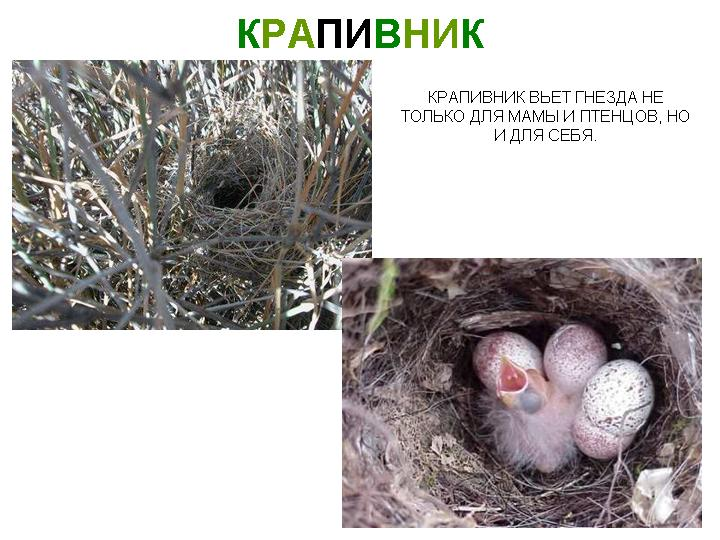 КРАПИВНИК
КРАПИВНИК ВЬЕТ ГНЕЗДА НЕ
ТОЛЬКО ДЛЯ МАМЫ И ПТЕНЦОВ, НО
И ДЛЯ СЕБЯ.